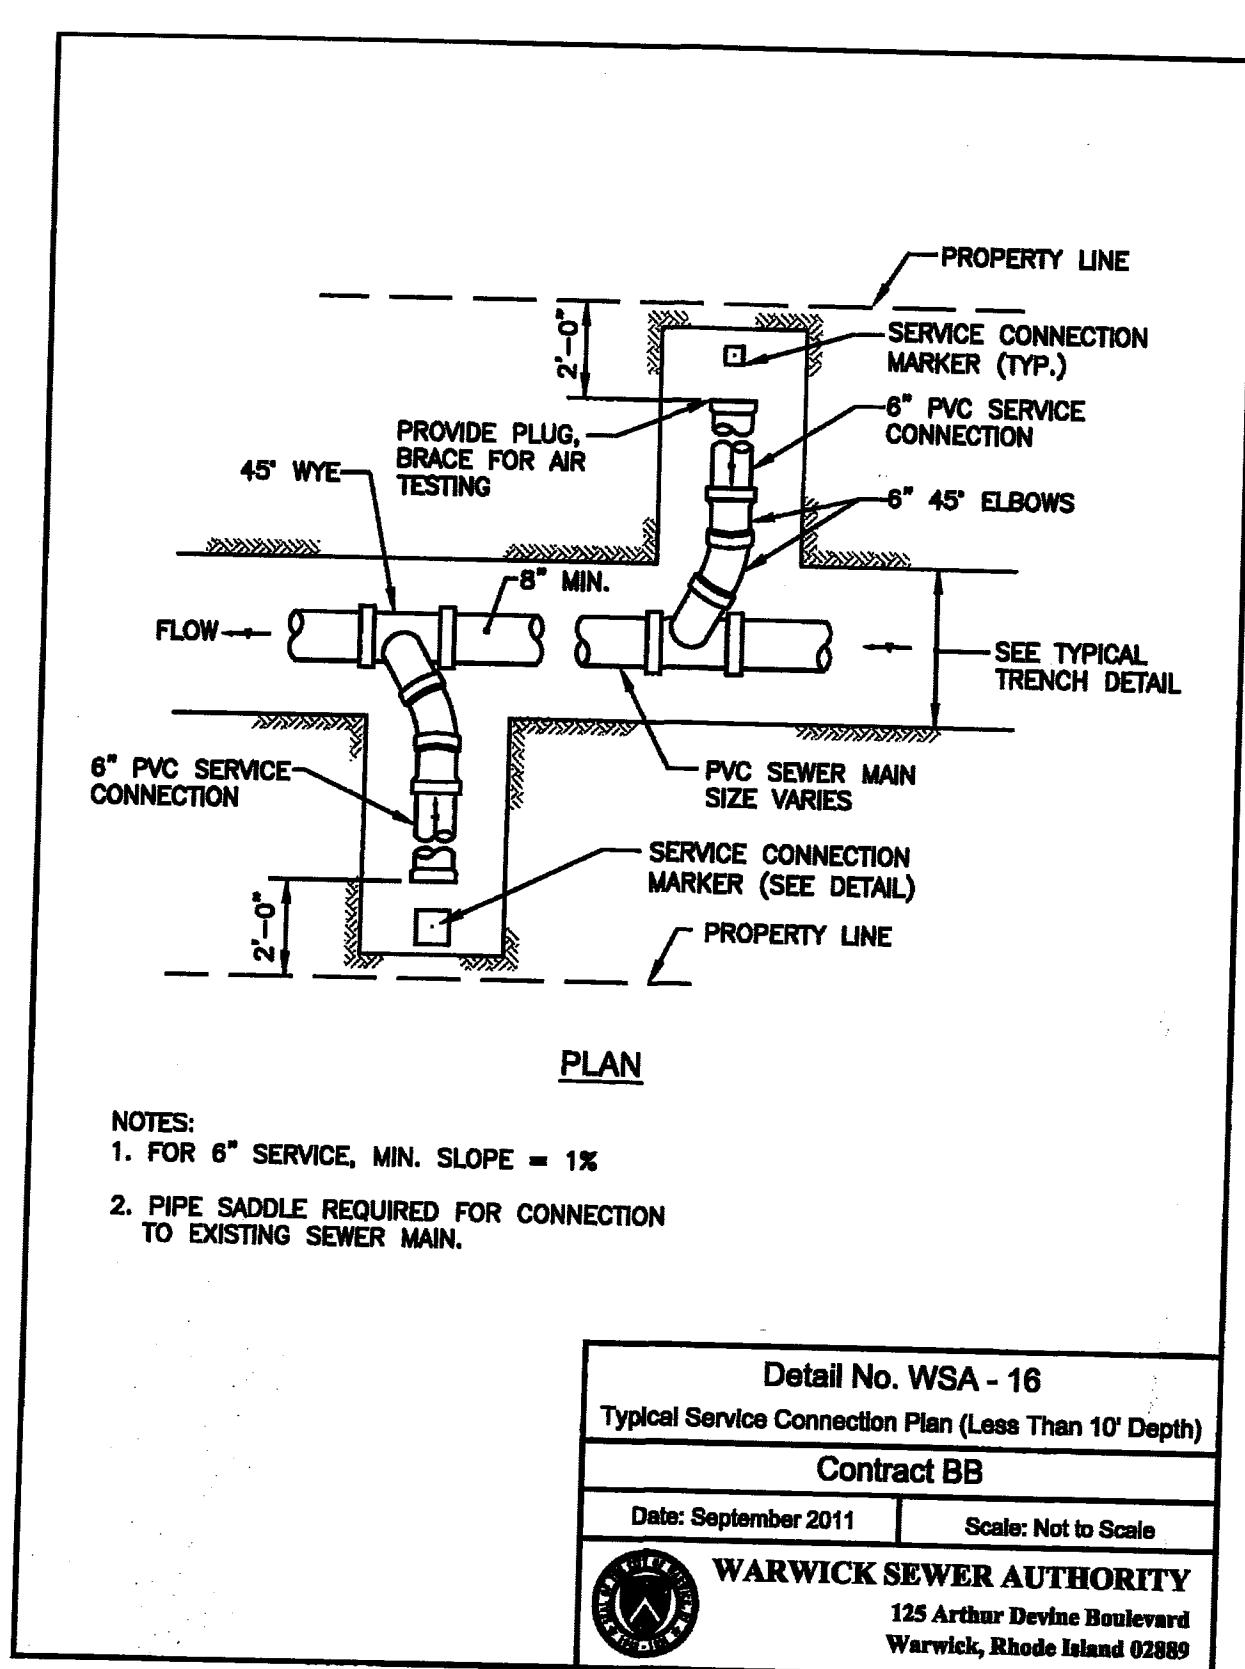 PROPERTY LINE
2'-0"
SERVICE CONNECTION
MARKER (TYP.)
6" PVC SERVICE
CONNECTION
PROVIDE PLUG,
BRACE FOR AIR
TESTING
45° WYE
6" 45° ELBOWS
8" MIN.
FLOW
SEE TYPICAL
TRENCH DETAIL
6" PVC SERVICE
CONNECTION
PVC SEWER MAIN
SIZE VARIES
SERVICE CONNECTION
MARKER (SEE DETAIL)
2'-0"
PROPERTY LINE
PLAN
NOTES:
1. FOR 6" SERVICE, MIN. SLOPE = 1%
2. PIPE SADDLE REQUIRED FOR CONNECTION
TO EXISTING SEWER MAIN.
Detail No. WSA - 16
Typical Service Connection Plan (Less Than 10' Depth)
Contract BB
Date: September 2011
Scale: Not to Scale
WARWICK SEWER AUTHORITY
125 Arthur Devine Boulevard
Warwick, Rhode Island 02889